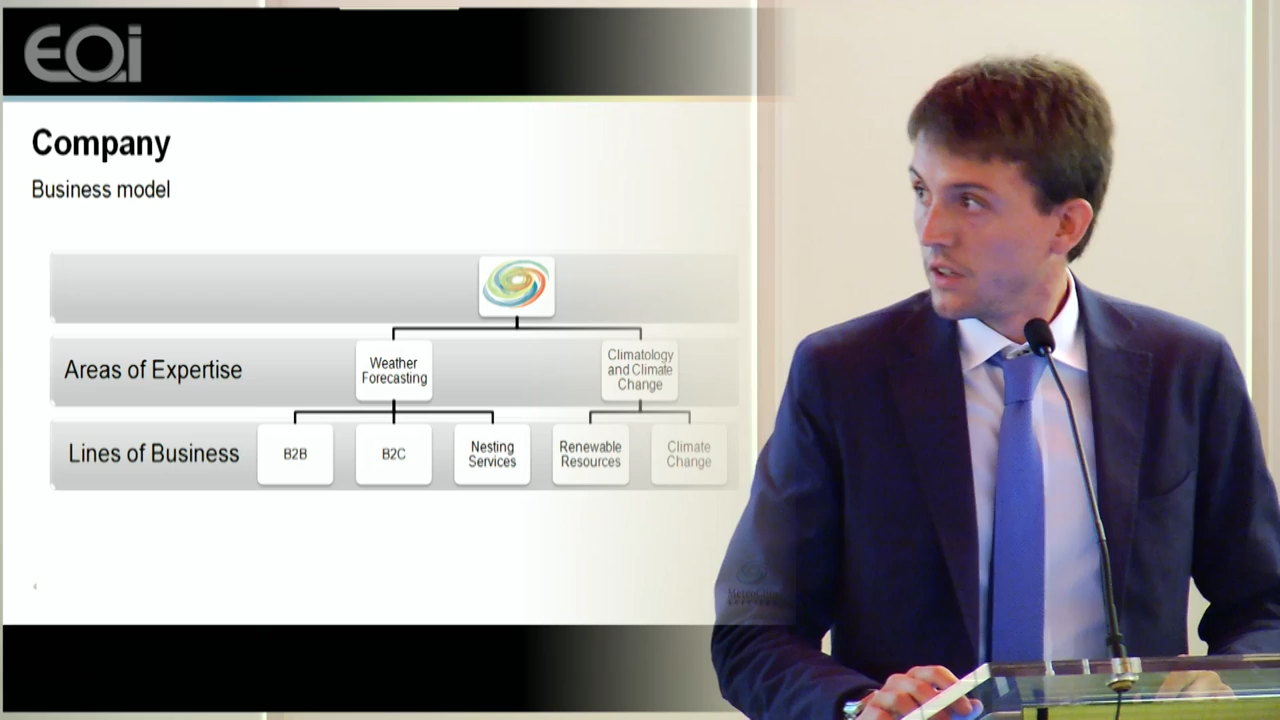 EOi
Company
Business model
Areas of Expertise
Weather
Forecasting
Climatology
and Climate
Change
Lines of Business
B2B
B2C
Nesting
Services
Renewable
Resources
Climate
Change
4